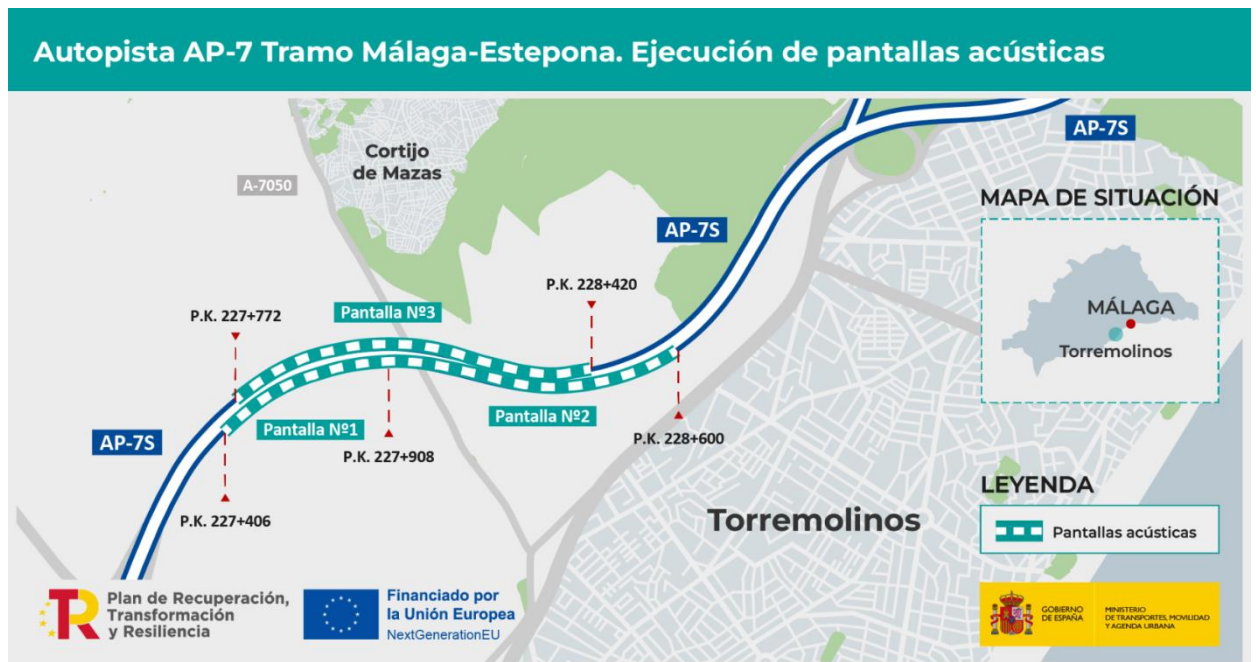 Autopista AP-7 Tramo Málaga-Estepona. Ejecución de pantallas acústicas
AP-7S
Cortijo
de Mazas
A-7050
MAPA DE SITUACIÓN
AP-7S
P.K. 228+420
MÁLAGA
Torremolinos
P.K. 227+772
Pantalla Nº3
Pantalla Nº1
Pantalla Nº2
AP-7S
P.K. 228+600
P.K. 227+908
P.K. 227+406
LEYENDA
Pantallas acústicas
Torremolinos
TR
Plan de Recuperación,
Transformación
y Resiliencia
Financiado por
la Unión Europea
NextGenerationEU
GOBIERNO
DE ESPAÑA
MINISTERIO
DE TRANSPORTES, MOVILIDAD
Y AGENDA URBANA